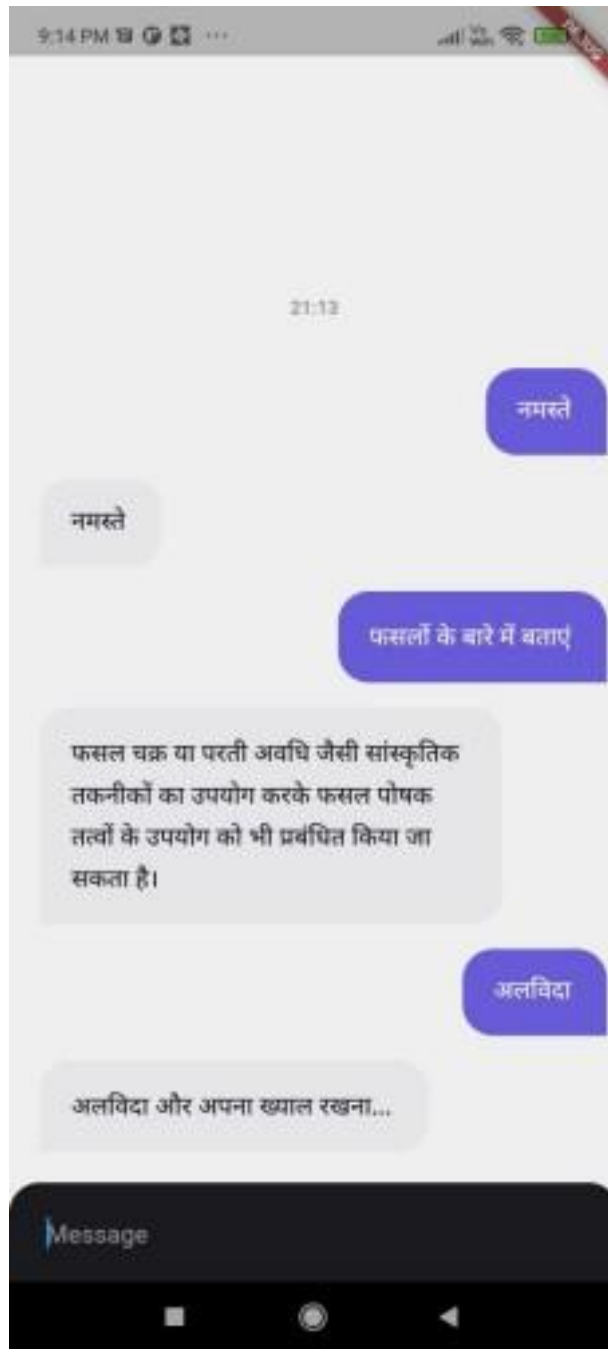 9:14 PM
21:13
नमस्ते
नमस्ते
फसलों के बारे में बताएं
फसल चक्र या परती अवधि जैसी सांस्कृतिक
तकनीकों का उपयोग करके फसल पोषक
तत्वों के उपयोग को भी प्रबंधित किया जा
सकता है।
अलविदा
अलविदा और अपना ख्याल रखना...
Message